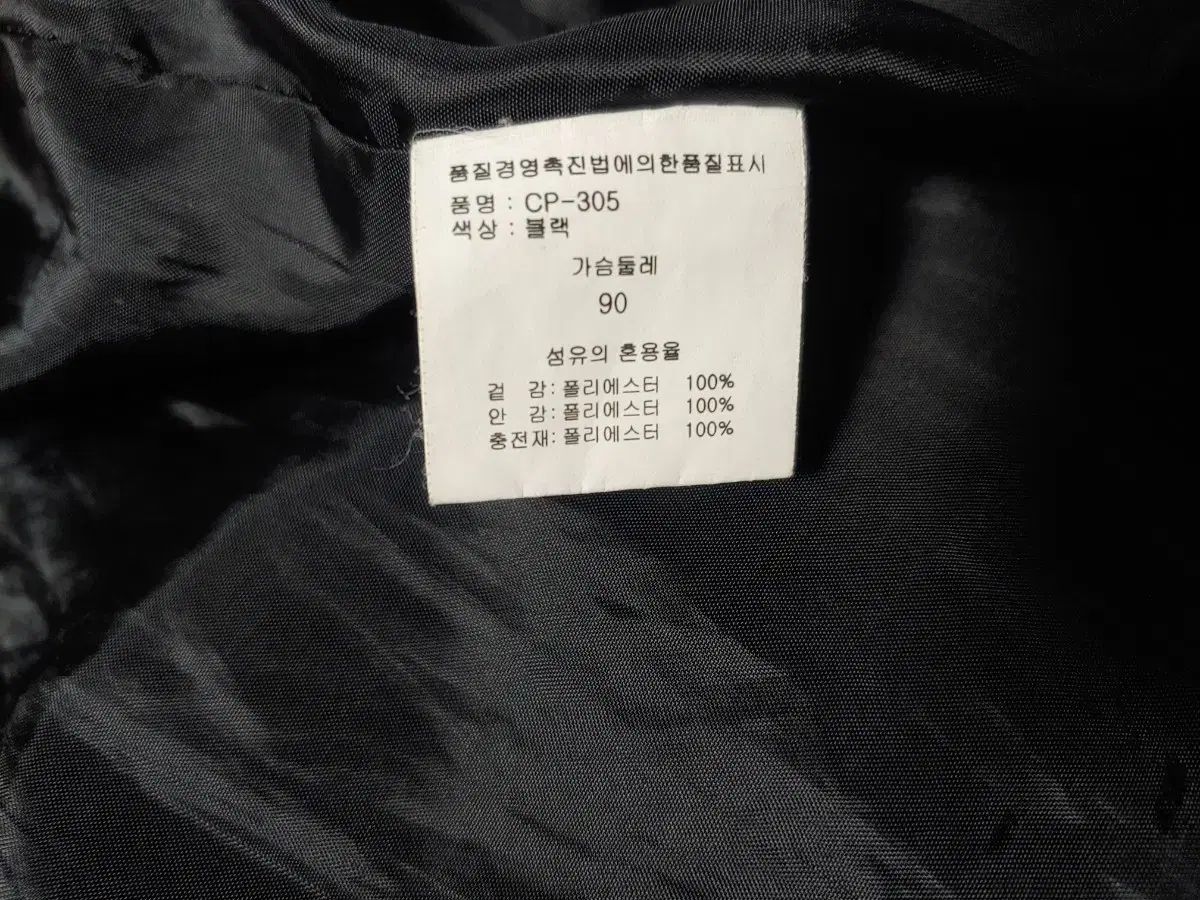 품질경영촉진법에의한품질표시
품명 : CP-305
색상 : 블랙
가슴둘레
90
섬유의 혼용율
겉 감: 폴리에스터 100%
안 감: 폴리에스터 100%
충전재: 폴리에스터 100%